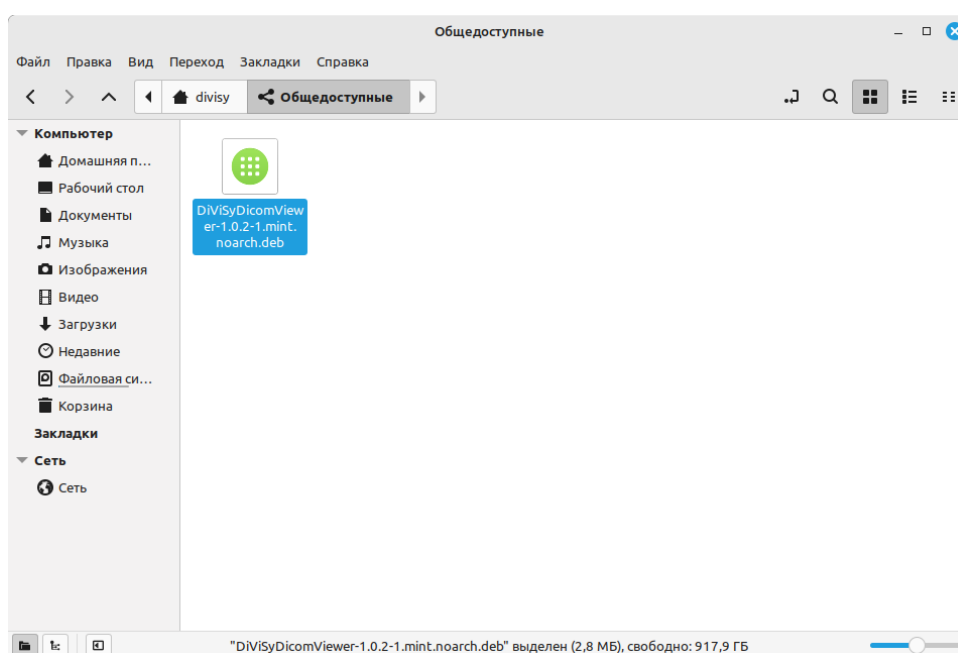 Общедоступные
Файл Правка Вид Переход Закладки Справка
divisy Общедоступные
Компьютер
Домашняя п...
Рабочий стол
Документы
Музыка
Изображения
Видео
Загрузки
Недавние
Файловая си...
Корзина
Закладки
Сеть
Сеть
DiViSyDicomView
er-1.0.2-1.mint.
noarch.deb
"DiViSyDicomViewer-1.0.2-1.mint.noarch.deb" выделен (2,8 МБ), свободно: 917,9 ГБ